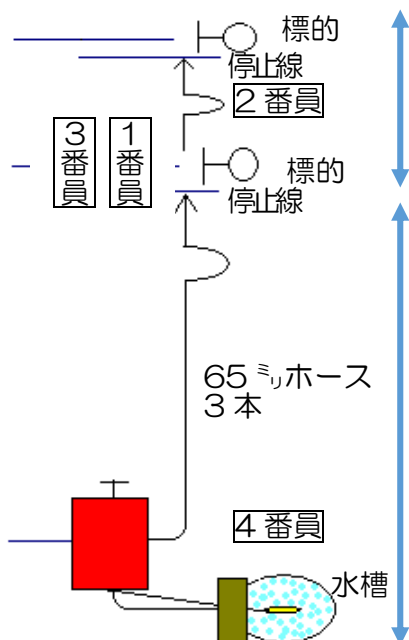 標的
停止線
2番員
3番員
1番員
標的
停止線
65㍉ホース
3本
4番員
水槽